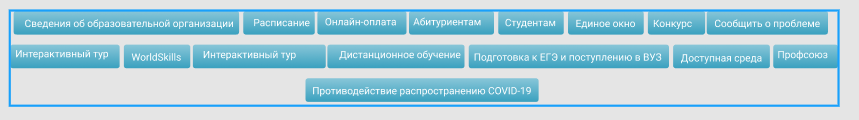 Сведения об образовательной организации Расписание Онлайн-оплата Абитуриентам Студентам Единое окно Конкурс Сообщить о проблеме
Интерактивный тур WorldSkills Интерактивный тур Дистанционное обучение Подготовка к ЕГЭ и поступлению в ВУЗ Доступная среда Профсоюз
Противодействие распространению COVID-19